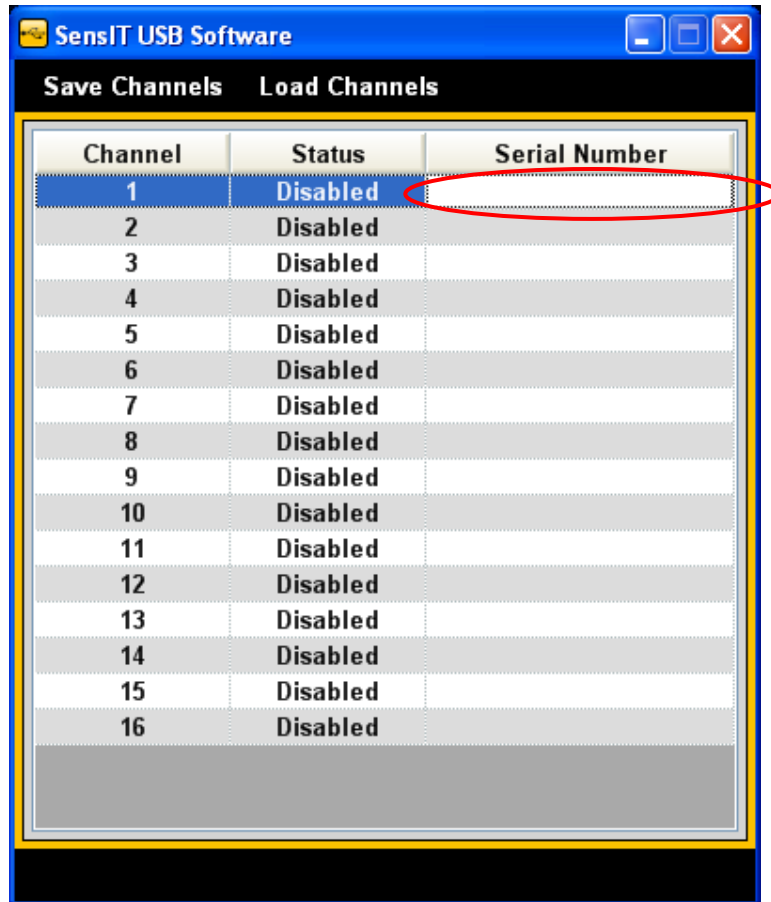 SensIT USB Software
Save Channels Load Channels
Channel Status Serial Number
1 Disabled
2 Disabled
3 Disabled
4 Disabled
5 Disabled
6 Disabled
7 Disabled
8 Disabled
9 Disabled
10 Disabled
11 Disabled
12 Disabled
13 Disabled
14 Disabled
15 Disabled
16 Disabled